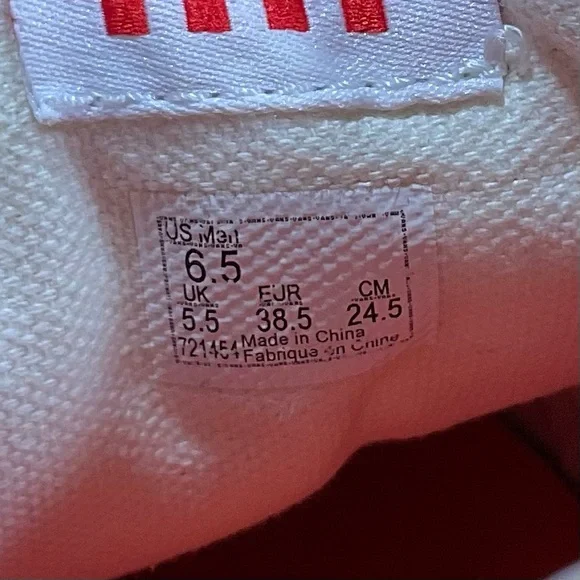 US Men
6.5
UK EUR CM
5.5 38.5 24.5
721454 Made in China
Fabriqué en Chine